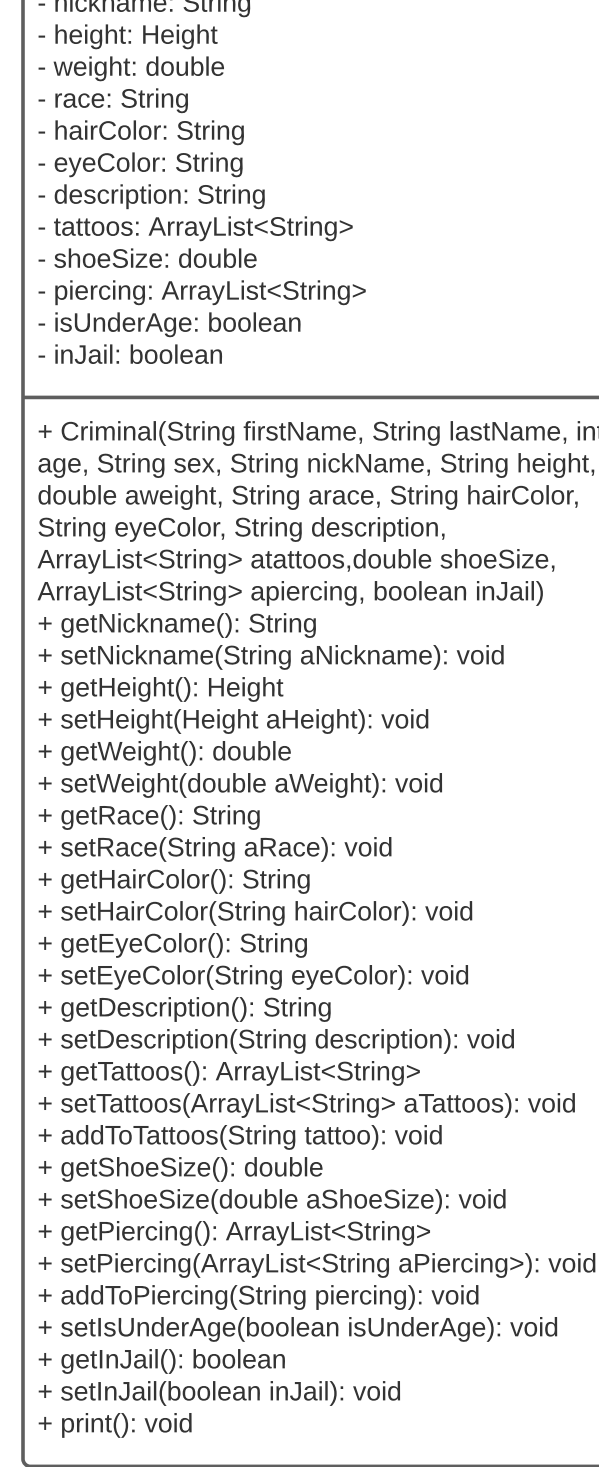 - nickname: String
- height: Height
- weight: double
- race: String
- hairColor: String
- eyeColor: String
- description: String
- tattoos: ArrayList<String>
- shoeSize: double
- piercing: ArrayList<String>
- isUnderAge: boolean
- inJail: boolean
+ Criminal(String firstName, String lastName, int
age, String sex, String nickName, String height,
double aweight, String arace, String hairColor,
String eyeColor, String description,
ArrayList<String> atattoos,double shoeSize,
ArrayList<String> apiercing, boolean inJail)
+ getNickname(): String
+ setNickname(String aNickname): void
+ getHeight(): Height
+ setHeight(Height aHeight): void
+ getWeight(): double
+ setWeight(double aWeight): void
+ getRace(): String
+ setRace(String aRace): void
+ getHairColor(): String
+ setHairColor(String hairColor): void
+ getEyeColor(): String
+ setEyeColor(String eyeColor): void
+ getDescription(): String
+ setDescription(String description): void
+ getTattoos(): ArrayList<String>
+ setTattoos(ArrayList<String> aTattoos): void
+ addToTattoos(String tattoo): void
+ getShoeSize(): double
+ setShoeSize(double aShoeSize): void
+ getPiercing(): ArrayList<String>
+ setPiercing(ArrayList<String aPiercing>): void
+ addToPiercing(String piercing): void
+ setIsUnderAge(boolean isUnderAge): void
+ getInJail(): boolean
+ setInJail(boolean inJail): void
+ print(): void